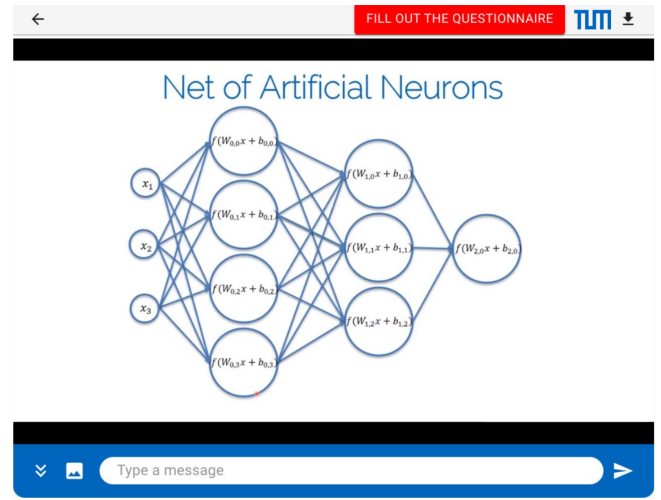 FILL OUT THE QUESTIONNAIRE
TUM
Net of Artificial Neurons
f(W₀,₀x + b₀,₀)
f(W₁,₀x + b₁,₀)
x₁
f(W₀,₁x + b₀,₁)
x₂
f(W₁,₁x + b₁,₁)
f(W₂,₀x + b₂,₀)
f(W₀,₂x + b₀,₂)
x₃
f(W₁,₂x + b₁,₂)
f(W₀,₃x + b₀,₃)
Type a message